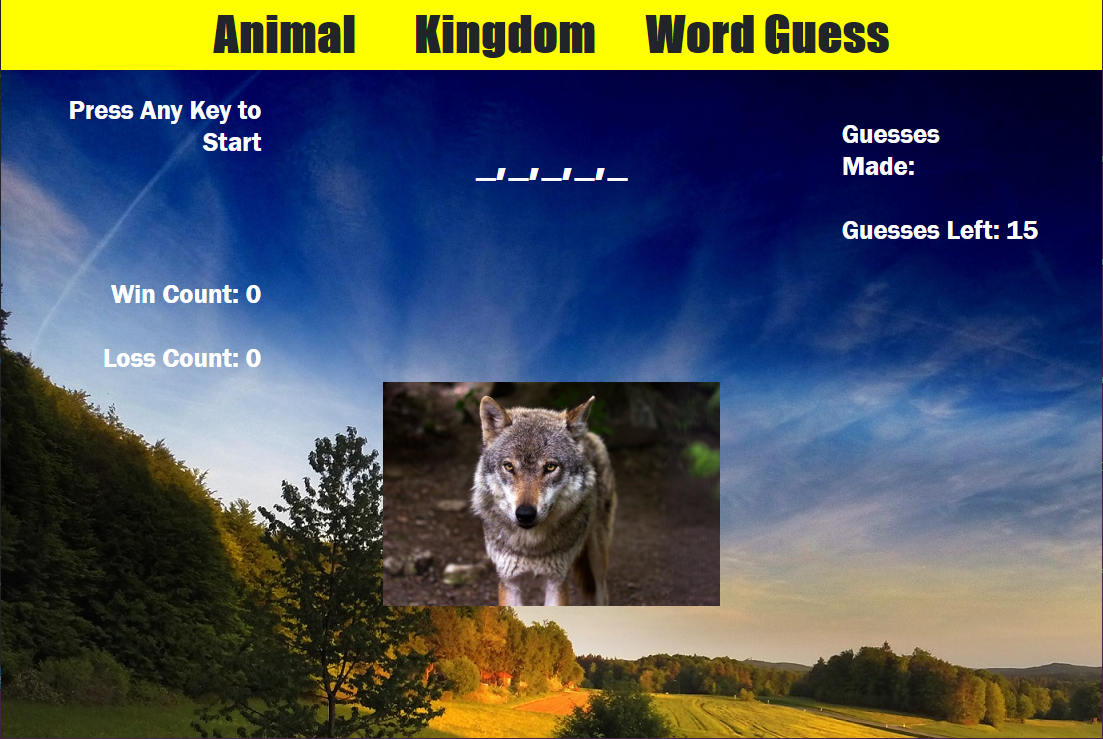 Animal Kingdom Word Guess
Press Any Key to
Start
_,_,_,_,_
Guesses
Made:
Guesses Left: 15
Win Count: 0
Loss Count: 0